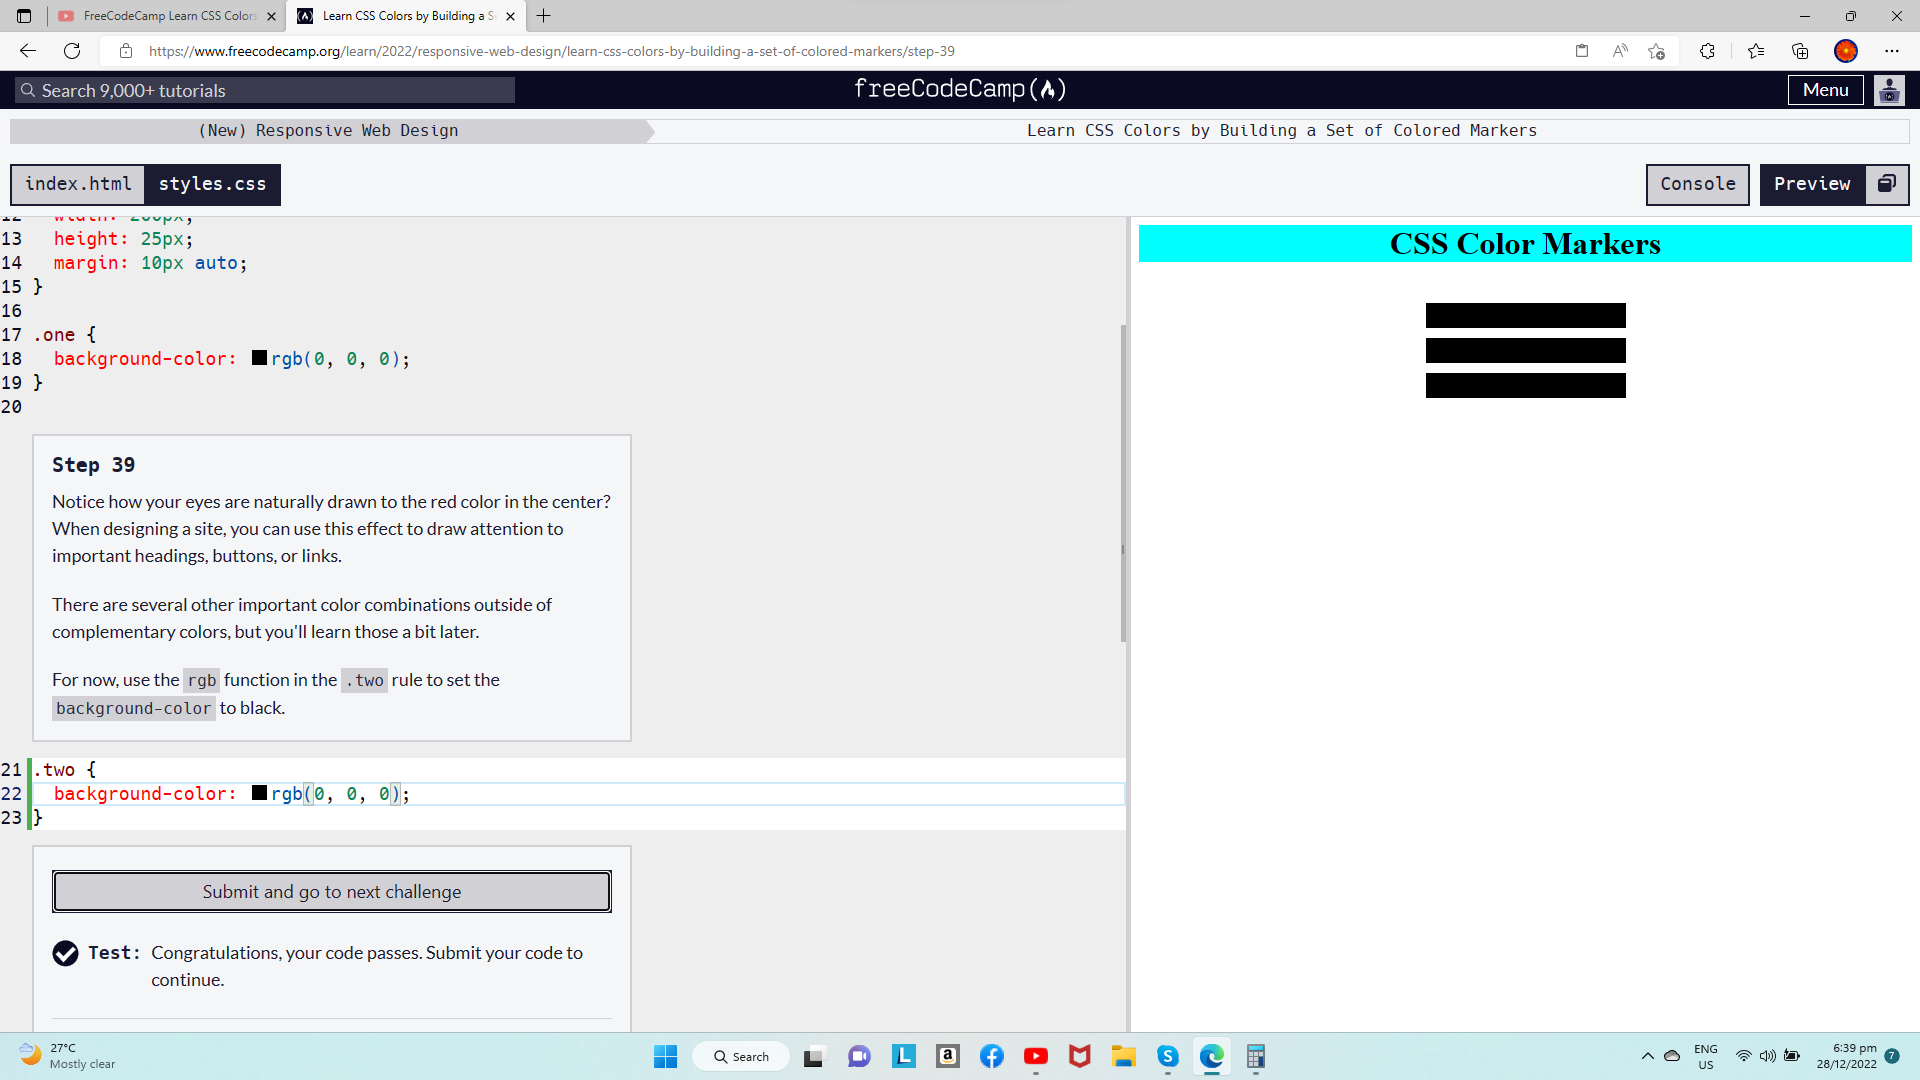 FreeCodeCamp Learn CSS Colors
Learn CSS Colors by Building a Se
https://www.freecodecamp.org/learn/2022/responsive-web-design/learn-css-colors-by-building-a-set-of-colored-markers/step-39
Search 9,000+ tutorials
freeCodeCamp
Menu
(New) Responsive Web Design
Learn CSS Colors by Building a Set of Colored Markers
index.html
styles.css
Console
Preview
12 width: 200px;
13 height: 25px;
14 margin: 10px auto;
15 }
16
17 .one {
18 background-color: rgb(0, 0, 0);
19 }
20
CSS Color Markers
Step 39
Notice how your eyes are naturally drawn to the red color in the center?
When designing a site, you can use this effect to draw attention to
important headings, buttons, or links.
There are several other important color combinations outside of
complementary colors, but you'll learn those a bit later.
For now, use the rgb function in the .two rule to set the
background-color to black.
21 .two {
22 background-color: rgb(0, 0, 0);
23 }
Submit and go to next challenge
Test: Congratulations, your code passes. Submit your code to
continue.
27°C
Mostly clear
Search
ENG
US
6:39 pm
28/12/2022
7